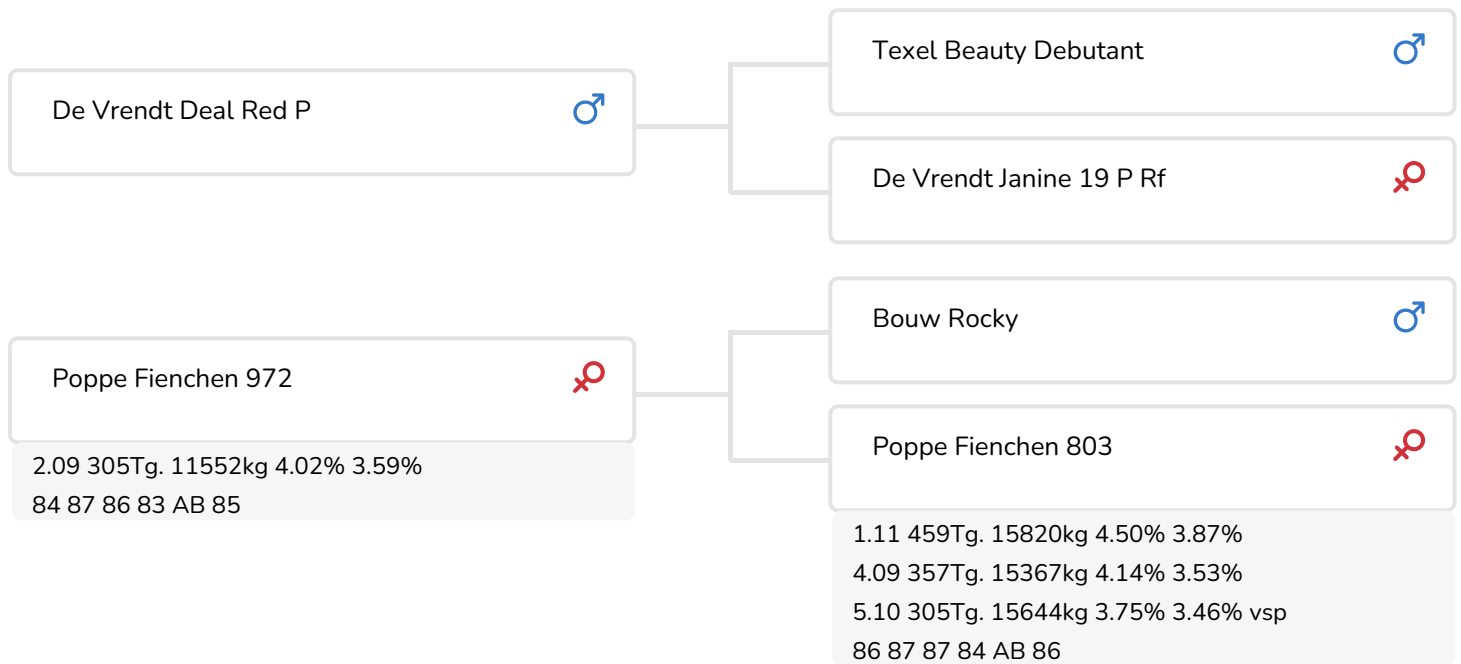 De Vrendt Deal Red P
Texel Beauty Debutant
De Vrendt Janine 19 P Rf
Poppe Fienchen 972
2.09 305Tg. 11552kg 4.02% 3.59%
84 87 86 83 AB 85
Bouw Rocky
Poppe Fienchen 803
1.11 459Tg. 15820kg 4.50% 3.87%
4.09 357Tg. 15367kg 4.14% 3.53%
5.10 305Tg. 15644kg 3.75% 3.46% vsp
86 87 87 84 AB 86